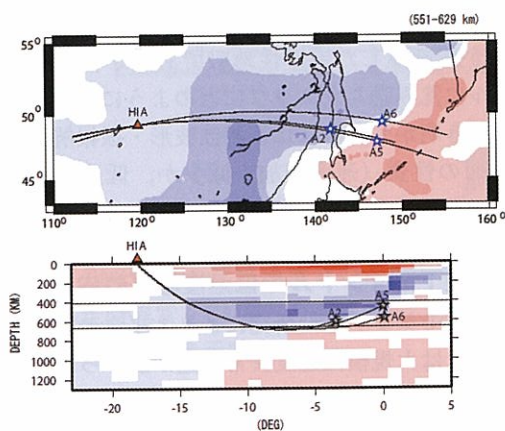 (551-629 km)
55°
50°
45°
HIA
A6
A2
A5
110°
120°
130°
140°
150°
160°
HIA
0
200
400
600
800
1000
1200
DEPTH (KM)
A5
A2
A6
-20
-15
-10
-5
0
5
(DEG)